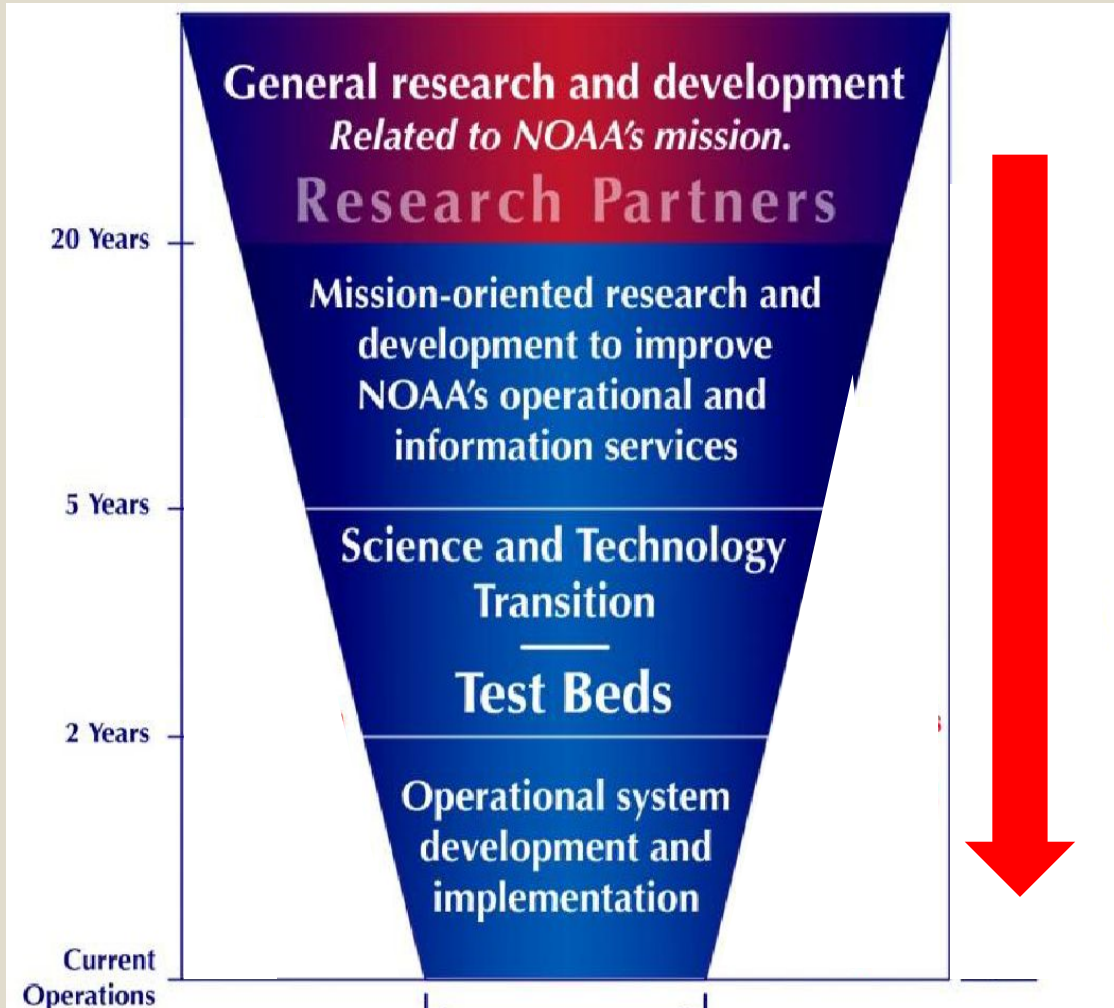 General research and development
Related to NOAA's mission.
Research Partners
20 Years
Mission-oriented research and
development to improve
NOAA's operational and
information services
5 Years
Science and Technology
Transition
Test Beds
2 Years
Operational system
development and
implementation
Current
Operations